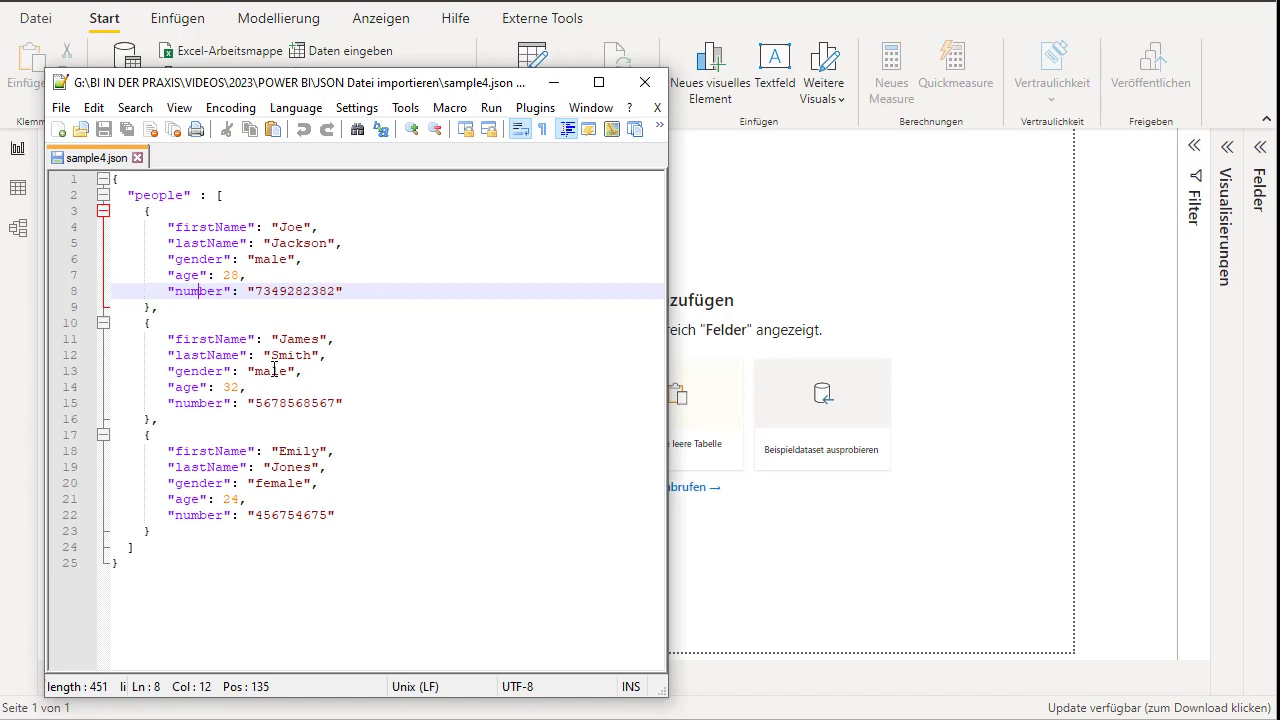 Datei Start Einfügen Modellierung Anzeigen Hilfe Externe Tools
Excel-Arbeitsmappe Daten eingeben
Neues visuelles Element
Textfeld
Weitere Visuals
Neues Measure
Quickmeasure
Vertraulichkeit
Veröffentlichen
Einfügen Berechnungen Vertraulichkeit Freigeben
G:\BI IN DER PRAXIS\VIDEOS\2023\POWER BI\JSON Datei importieren\sample4.json ...
File Edit Search View Encoding Language Settings Tools Macro Run Plugins Window ? X
sample4.json
1 {
2 "people" : [
3 {
4 "firstName": "Joe",
5 "lastName": "Jackson",
6 "gender": "male",
7 "age": 28,
8 "number": "7349282382"
9 },
10 {
11 "firstName": "James",
12 "lastName": "Smith",
13 "gender": "male",
14 "age": 32,
15 "number": "5678568567"
16 },
17 {
18 "firstName": "Emily",
19 "lastName": "Jones",
20 "gender": "female",
21 "age": 24,
22 "number": "456754675"
23 }
24 ]
25 }
length : 451 li Ln : 8 Col : 12 Pos : 135 Unix (LF) UTF-8 INS
zufügen
reich "Felder" angezeigt.
leere Tabelle
Beispieldataset ausprobieren
abrufen →
Filter
Visualisierungen
Felder
Seite 1 von 1
Update verfügbar (zum Download klicken)